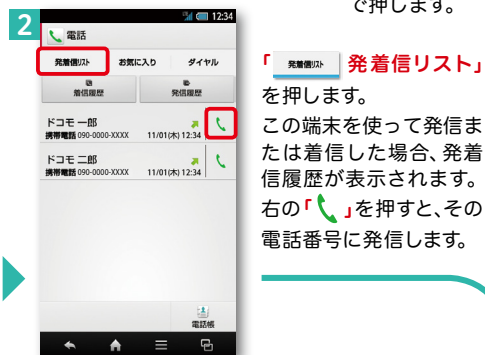 で押します。
2
12:34
電話
発着信リスト お気に入り ダイヤル
着信履歴 発信履歴
ドコモ 一郎
携帯電話 090-0000-XXXX 11/01(木) 12:34
ドコモ 二郎
携帯電話 090-0000-XXXX 11/01(木) 12:34
電話帳
「 発着信リスト 発着信リスト」
を押します。
この端末を使って発信ま
たは着信した場合、発着
信履歴が表示されます。
右の「 」を押すと、その
電話番号に発信します。